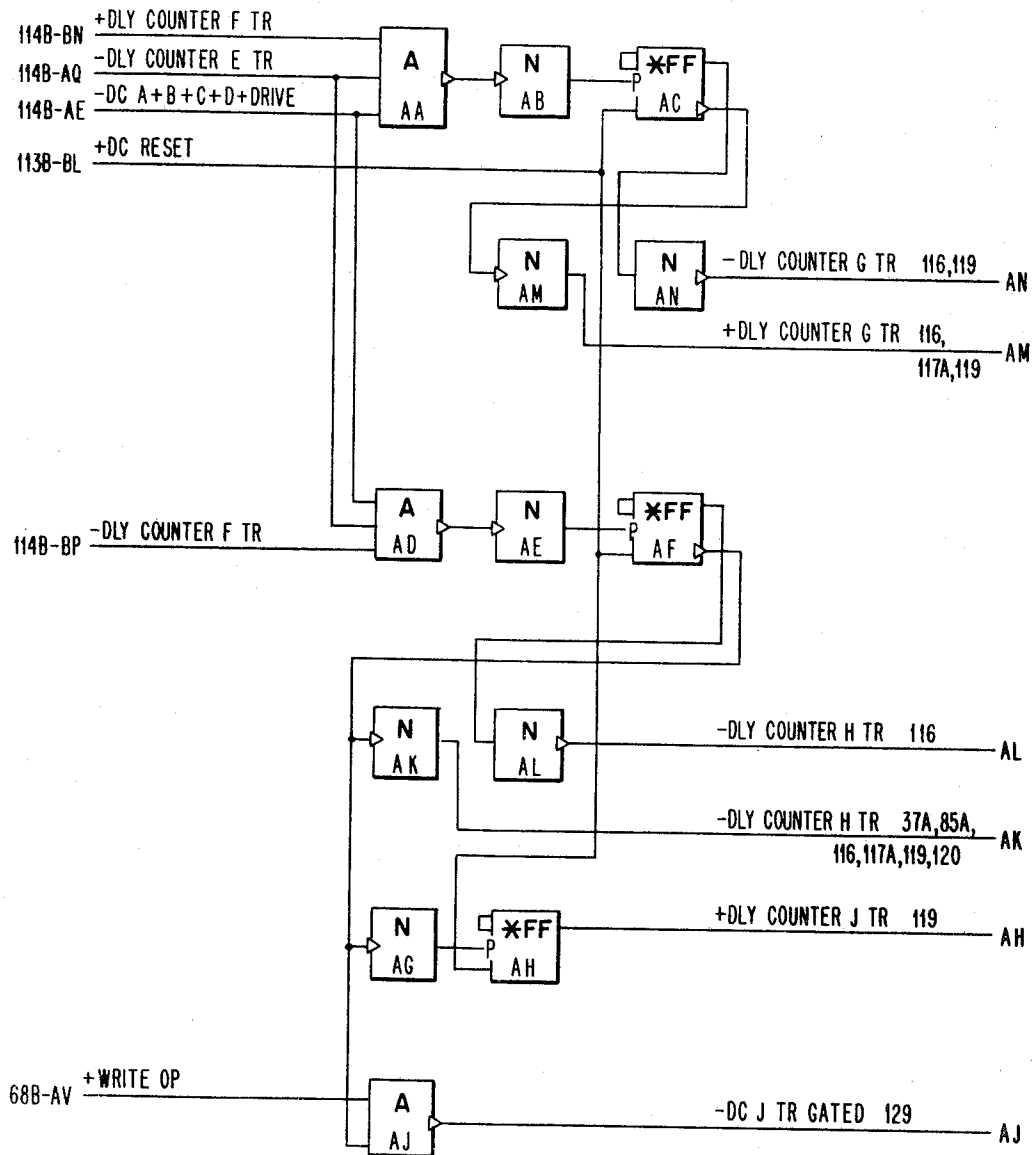 114B-BN +DLY COUNTER F TR
114B-AQ -DLY COUNTER E TR
114B-AE -DC A+B+C+D+DRIVE
113B-BL +DC RESET
A
AA
N
AB
P
*FF
AC
N
AM
N
AN
-DLY COUNTER G TR 116,119 AN
+DLY COUNTER G TR 116, AM
117A,119
114B-BP -DLY COUNTER F TR
A
AD
N
AE
P
*FF
AF
N
AK
N
AL
-DLY COUNTER H TR 116 AL
-DLY COUNTER H TR 37A,85A, AK
116,117A,119,120
N
AG
P
*FF
AH
+DLY COUNTER J TR 119 AH
68B-AV +WRITE OP
A
AJ
-DC J TR GATED 129 AJ